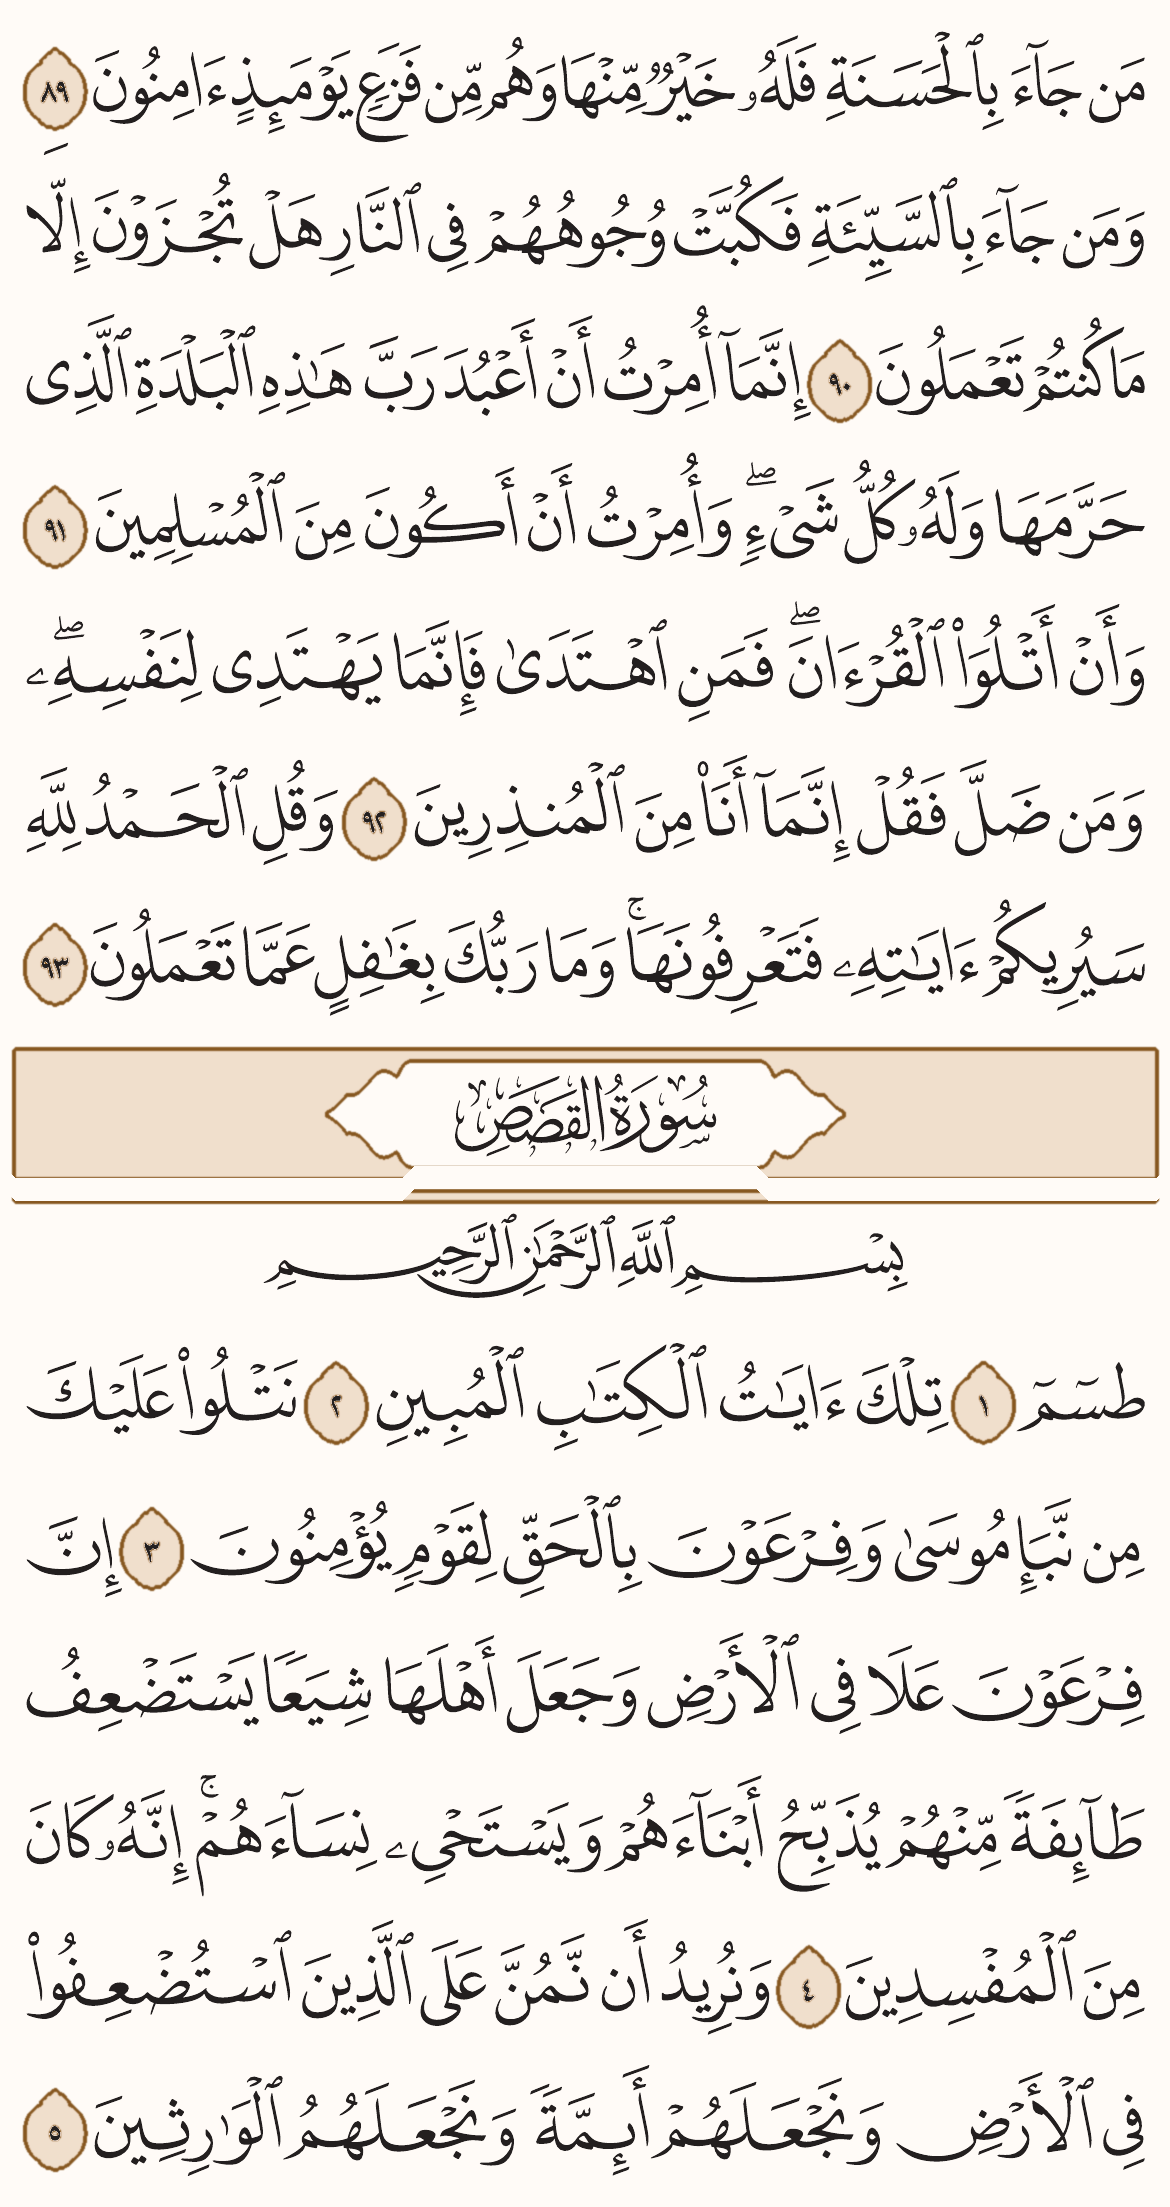 مَن جَآءَ بِٱلْحَسَنَةِ فَلَهُۥ خَيْرٌ مِّنْهَا وَهُم مِّن فَزَعٍ يَوْمَئِذٍ ءَامِنُونَ ٨٩
وَمَن جَآءَ بِٱلسَّيِّئَةِ فَكُبَّتْ وُجُوهُهُمْ فِى ٱلنَّارِ هَلْ تُجْزَوْنَ إِلَّا
مَا كُنتُمْ تَعْمَلُونَ ٩٠ إِنَّمَآ أُمِرْتُ أَنْ أَعْبُدَ رَبَّ هَـٰذِهِ ٱلْبَلْدَةِ ٱلَّذِى
حَرَّمَهَا وَلَهُۥ كُلُّ شَىْءٍ ۖ وَأُمِرْتُ أَنْ أَكُونَ مِنَ ٱلْمُسْلِمِينَ ٩١
وَأَنْ أَتْلُوَا۟ ٱلْقُرْءَانَ ۖ فَمَنِ ٱهْتَدَىٰ فَإِنَّمَا يَهْتَدِى لِنَفْسِهِۦ ۖ
وَمَن ضَلَّ فَقُلْ إِنَّمَآ أَنَا۠ مِنَ ٱلْمُنذِرِينَ ٩٢ وَقُلِ ٱلْحَمْدُ لِلَّهِ
سَيُرِيكُمْ ءَايَـٰتِهِۦ فَتَعْرِفُونَهَا ۚ وَمَا رَبُّكَ بِغَـٰفِلٍ عَمَّا تَعْمَلُونَ ٩٣
سُورَةُ القَصَصِ
بِسْمِ ٱللَّهِ ٱلرَّحْمَـٰنِ ٱلرَّحِيمِ
طسٓمٓ ١ تِلْكَ ءَايَـٰتُ ٱلْكِتَـٰبِ ٱلْمُبِينِ ٢ نَتْلُوا۟ عَلَيْكَ
مِن نَّبَإِ مُوسَىٰ وَفِرْعَوْنَ بِٱلْحَقِّ لِقَوْمٍ يُؤْمِنُونَ ٣ إِنَّ
فِرْعَوْنَ عَلَا فِى ٱلْأَرْضِ وَجَعَلَ أَهْلَهَا شِيَعًا يَسْتَضْعِفُ
طَآئِفَةً مِّنْهُمْ يُذَبِّحُ أَبْنَآءَهُمْ وَيَسْتَحْىِۦ نِسَآءَهُمْ ۚ إِنَّهُۥ كَانَ
مِنَ ٱلْمُفْسِدِينَ ٤ وَنُرِيدُ أَن نَّمُنَّ عَلَى ٱلَّذِينَ ٱسْتُضْعِفُوا۟
فِى ٱلْأَرْضِ وَنَجْعَلَهُمْ أَئِمَّةً وَنَجْعَلَهُمُ ٱلْوَٰرِثِينَ ٥